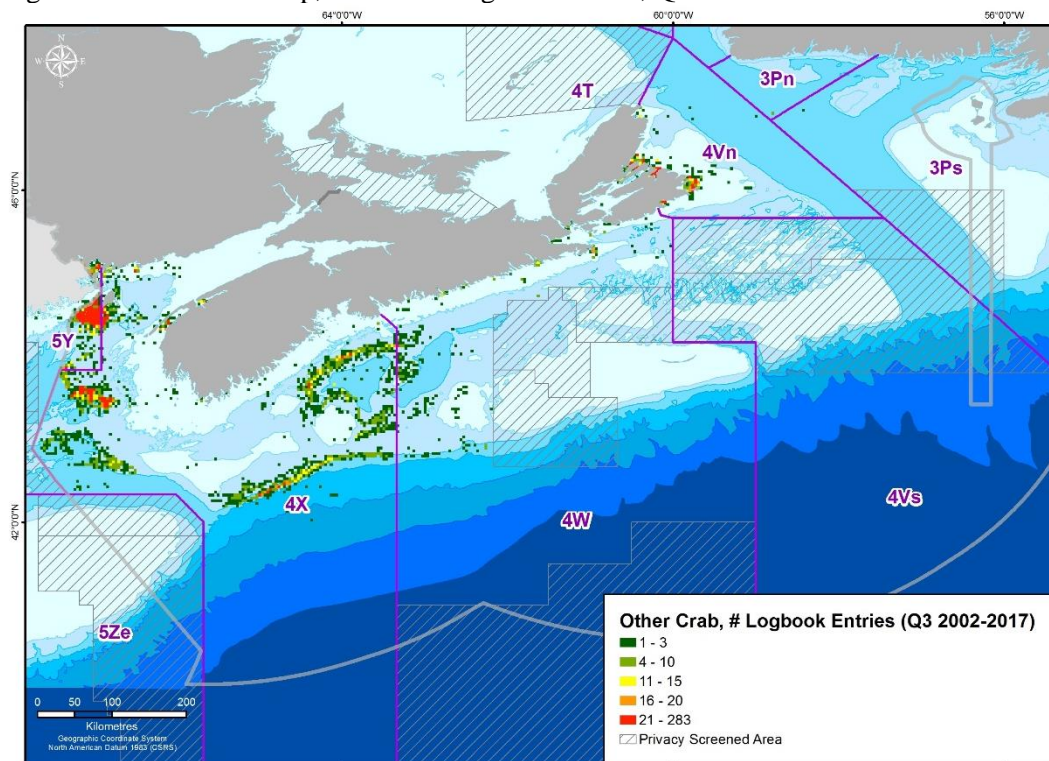 64°0'0"W 60°0'0"W 56°0'0"W
N
W E
S
4T
3Pn
4Vn
3Ps
46°0'0"N
5Y
4X
4W
4Vs
42°0'0"N
5Ze
Other Crab, # Logbook Entries (Q3 2002-2017)
1 - 3
4 - 10
11 - 15
16 - 20
21 - 283
Privacy Screened Area
0 50 100 200
Kilometres
Geographic Coordinate System
North American Datum 1983 (CSRS)